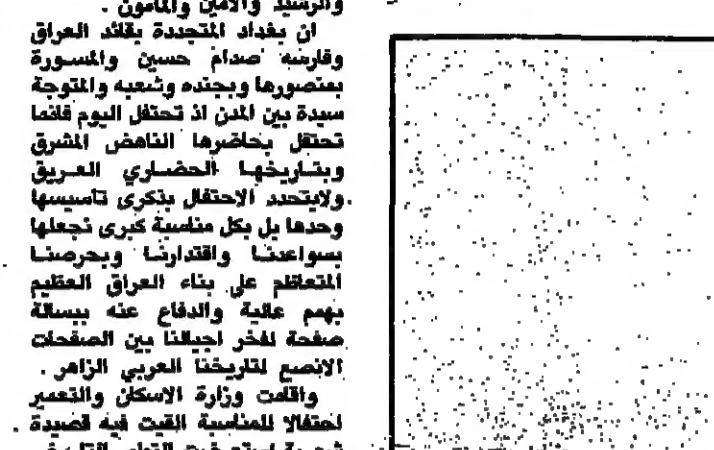 والرشيد والأمين والمأمون .
ان بغداد المتجددة بقائد العراق
وفارسه صدام حسين والمسورة
بمنصورها وبجنده وشعبه والمتوجة
سيدة بين المدن اذ تحتفل اليوم فانما
تحتفل بحاضرها الناهض المشرق
وبتاريخها الحضاري العريق
ولايتحدد الاحتفال بذكرى تأسيسها
وحدها بل بكل مناسبة كبرى نجعلها
بسواعدنا واقتدارنا وبحرصنا
المتعاظم على بناء العراق العظيم
بهمم عالية والدفاع عنه ببسالة
صفحة لفخر اجيالنا بين الصفحات
الانصع لتاريخنا العربي الزاهر .
واقامت وزارة الاسكان والتعمير
احتفالا للمناسبة القيت فيه قصيدة